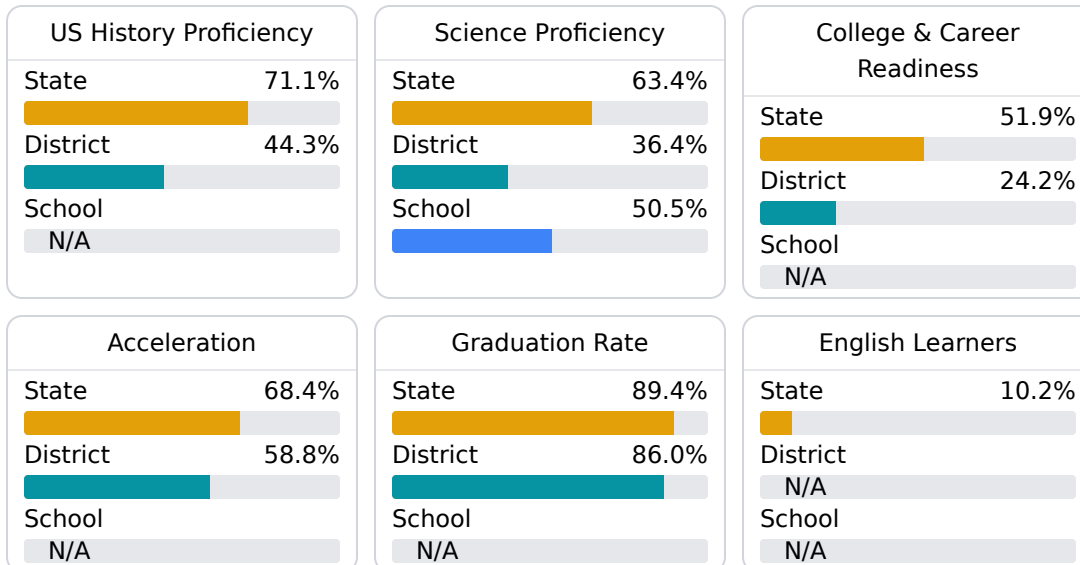 US History Proficiency
State 71.1%
District 44.3%
School
N/A
Science Proficiency
State 63.4%
District 36.4%
School 50.5%
College & Career
Readiness
State 51.9%
District 24.2%
School
N/A
Acceleration
State 68.4%
District 58.8%
School
N/A
Graduation Rate
State 89.4%
District 86.0%
School
N/A
English Learners
State 10.2%
District
N/A
School
N/A